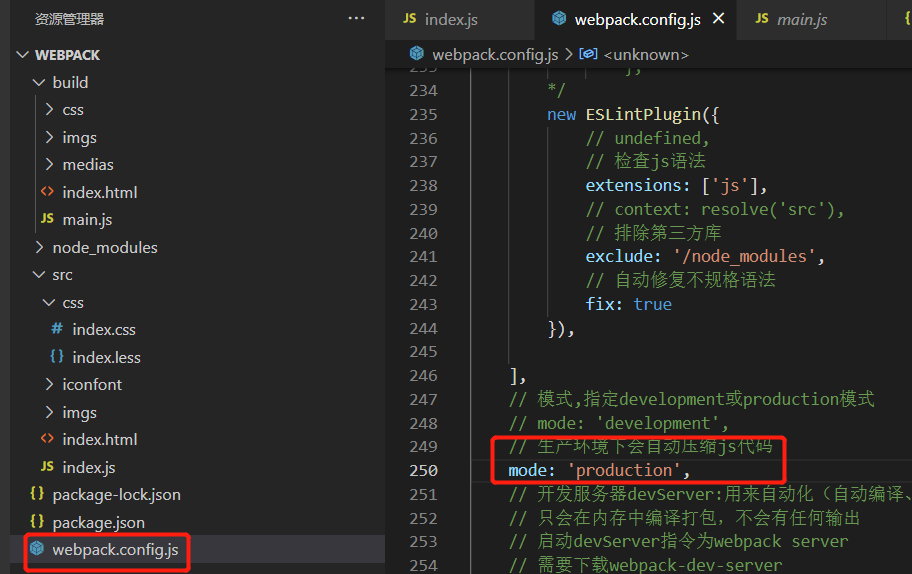 资源管理器 ···
WEBPACK
build
css
imgs
medias
index.html
JS main.js
node_modules
src
css
# index.css
{} index.less
iconfont
imgs
index.html
JS index.js
{} package-lock.json
{} package.json
webpack.config.js
JS index.js
webpack.config.js
JS main.js
webpack.config.js > <unknown>
234 */
235 new ESLintPlugin({
236 // undefined,
237 // 检查js语法
238 extensions: ['js'],
239 // context: resolve('src'),
240 // 排除第三方库
241 exclude: '/node_modules',
242 // 自动修复不规格语法
243 fix: true
244 }),
245
246 ],
247 // 模式,指定development或production模式
248 // mode: 'development',
249 // 生产环境下会自动压缩js代码
250 mode: 'production',
251 // 开发服务器devServer:用来自动化（自动编译、
252 // 只会在内存中编译打包，不会有任何输出
253 // 启动devServer指令为webpack server
254 // 需要下载webpack-dev-server